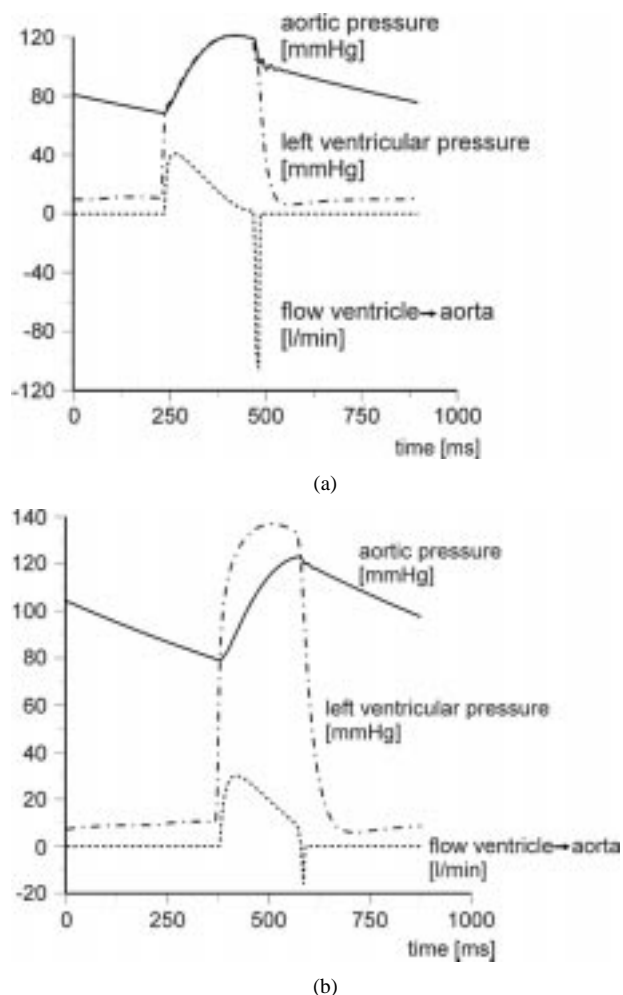 aortic pressure
[mmHg]
120
80
left ventricular pressure
[mmHg]
40
0
-40
flow ventricle→aorta
[l/min]
-80
-120
0 250 500 750 1000
time [ms]
(a)
140
aortic pressure
[mmHg]
120
100
80
left ventricular pressure
[mmHg]
60
40
20
flow ventricle→aorta
[l/min]
0
-20
0 250 500 750 1000
time [ms]
(b)